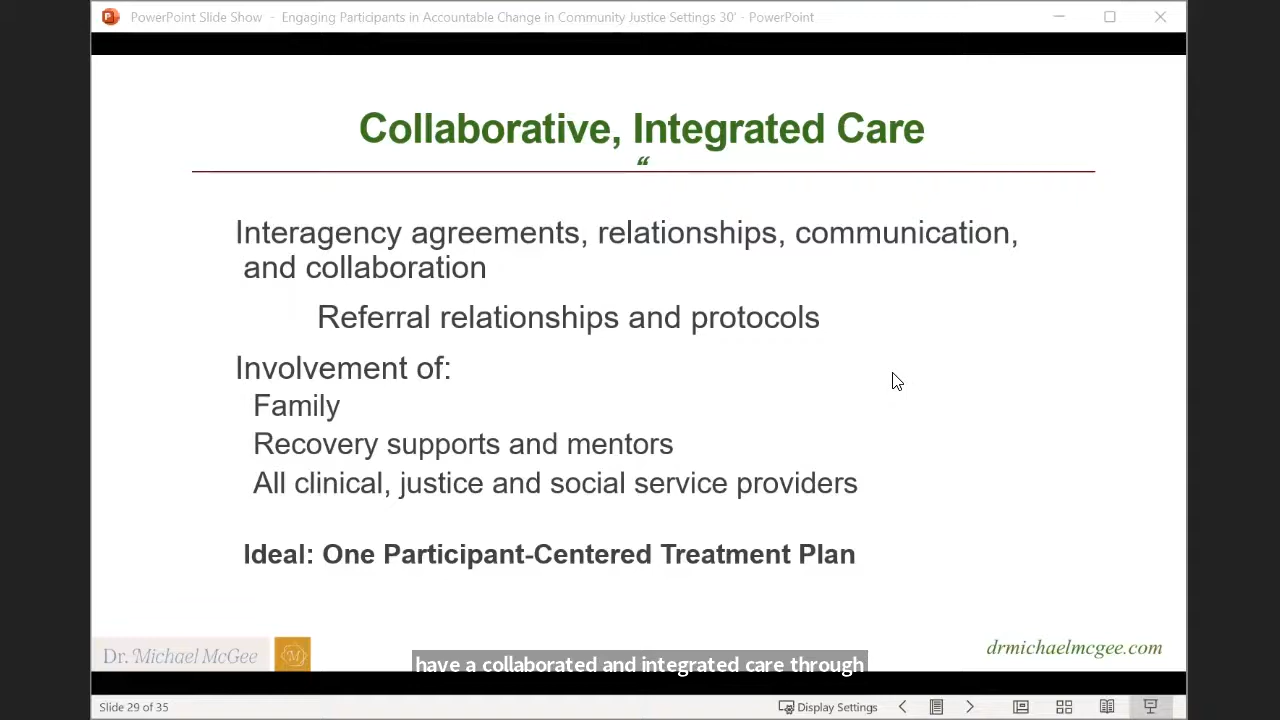 PowerPoint Slide Show - Engaging Participants in Accountable Change in Community Justice Settings 30' - PowerPoint
Collaborative, Integrated Care
“
Interagency agreements, relationships, communication,
and collaboration
Referral relationships and protocols
Involvement of:
Family
Recovery supports and mentors
All clinical, justice and social service providers
Ideal: One Participant-Centered Treatment Plan
Dr. Michael McGee
M
drmichaelmcgee.com
have a collaborated and integrated care through
Slide 29 of 35
Display Settings